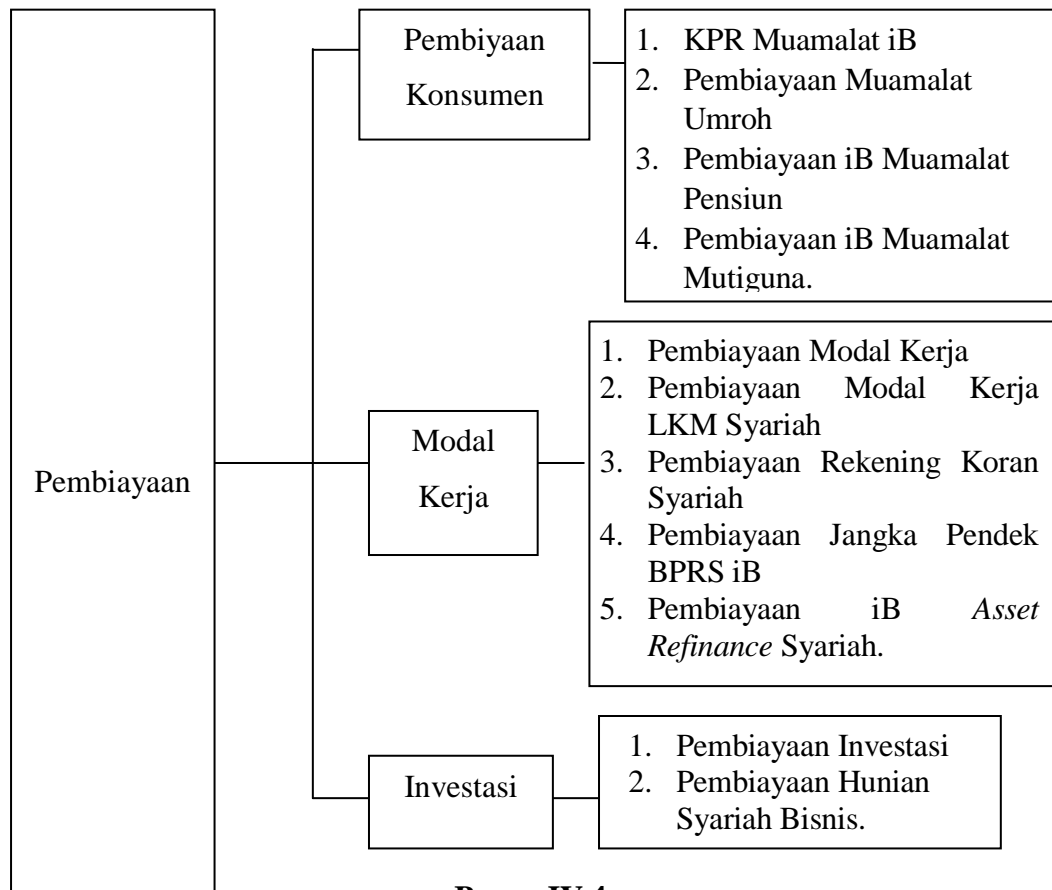 Pembiayaan
Pembiyaan
Konsumen
1. KPR Muamalat iB
2. Pembiayaan Muamalat
Umroh
3. Pembiayaan iB Muamalat
Pensiun
4. Pembiayaan iB Muamalat
Mutiguna.
Modal
Kerja
1. Pembiayaan Modal Kerja
2. Pembiayaan Modal Kerja
LKM Syariah
3. Pembiayaan Rekening Koran
Syariah
4. Pembiayaan Jangka Pendek
BPRS iB
5. Pembiayaan iB Asset
Refinance Syariah.
Investasi
1. Pembiayaan Investasi
2. Pembiayaan Hunian
Syariah Bisnis.